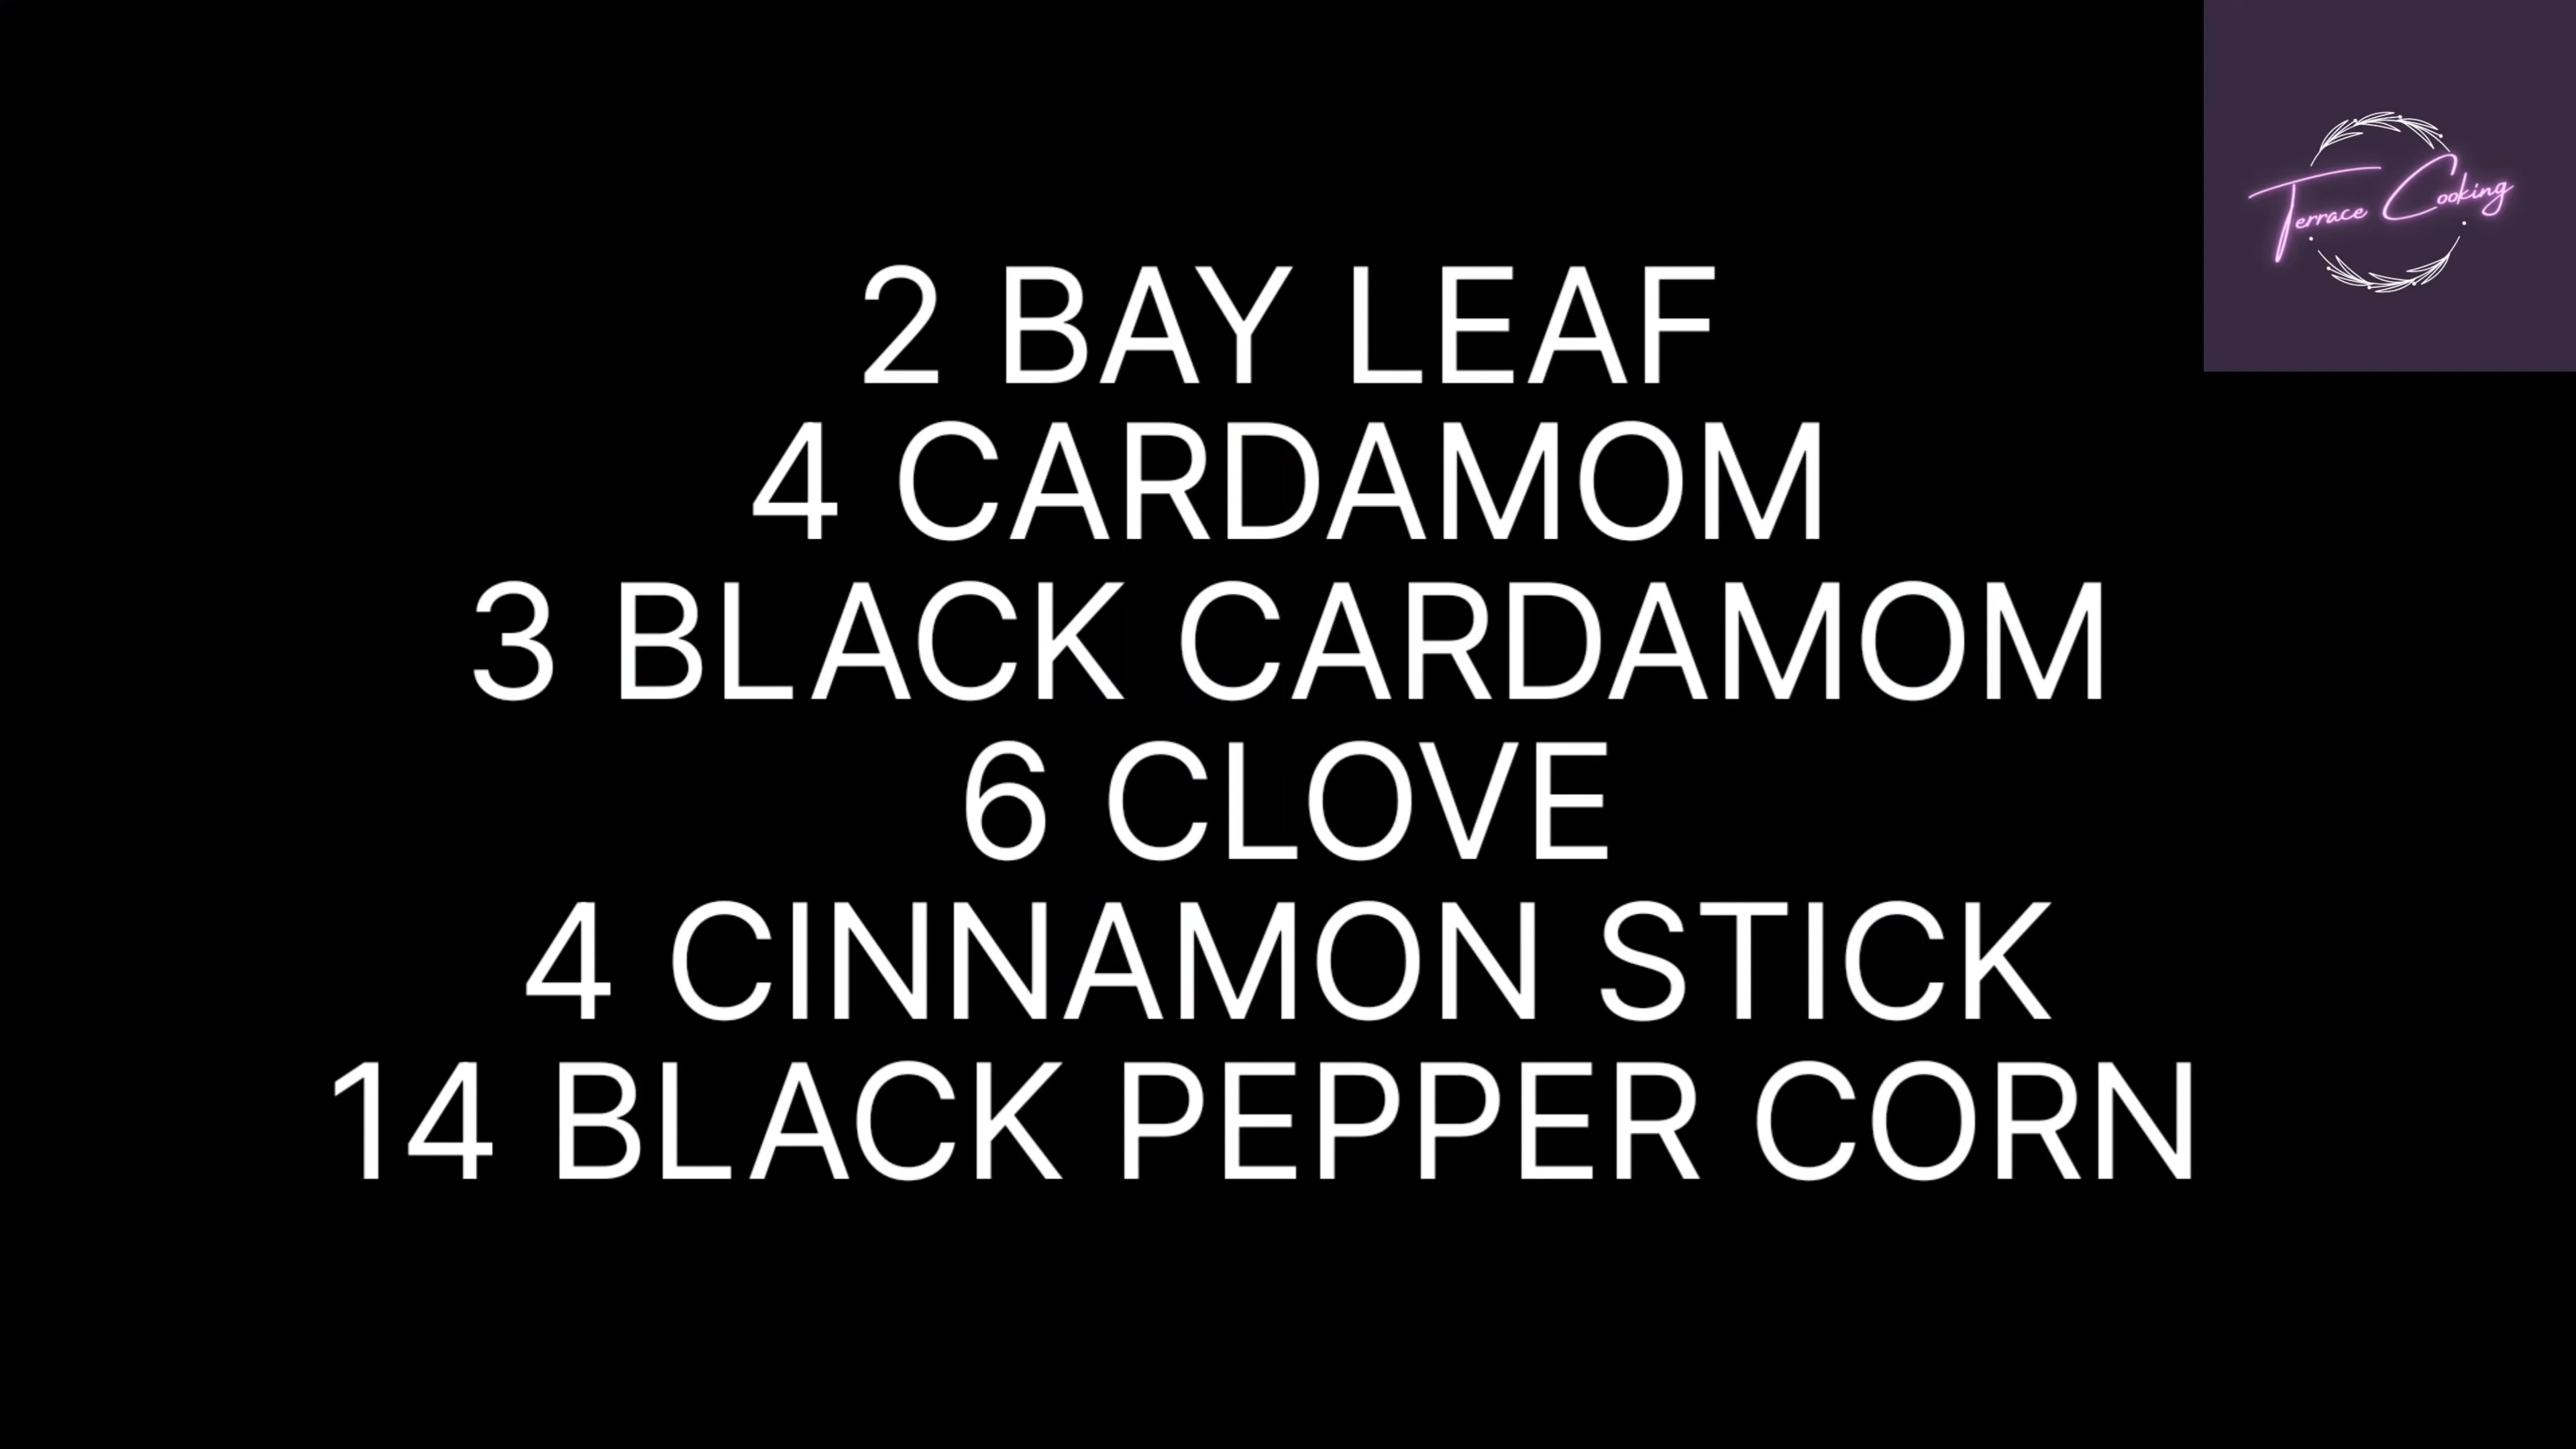 Terrace Cooking
2 BAY LEAF
4 CARDAMOM
3 BLACK CARDAMOM
6 CLOVE
4 CINNAMON STICK
14 BLACK PEPPER CORN